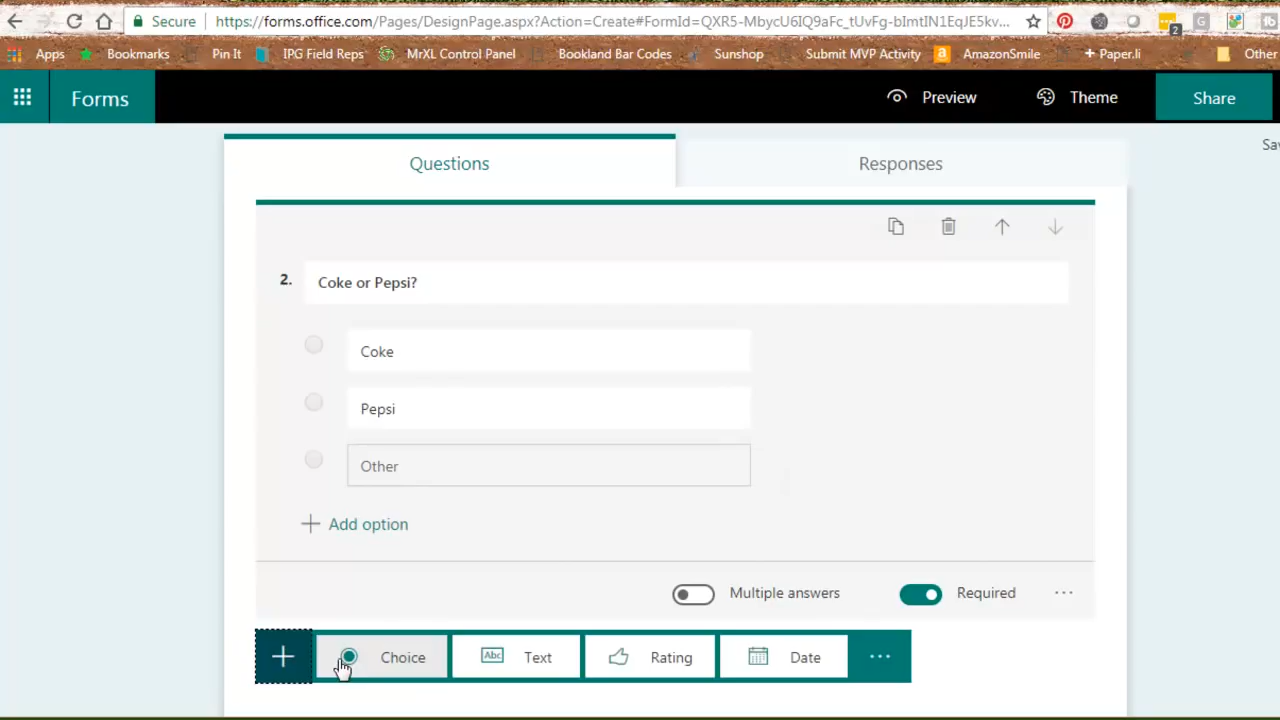 Secure https://forms.office.com/Pages/DesignPage.aspx?Action=Create#FormId=QXR5-MbycU6IQ9aFc_tUvFg-bImtIN1EqJE5kv... 2
Apps Bookmarks Pin It IPG Field Reps MrXL Control Panel Bookland Bar Codes Sunshop Submit MVP Activity a AmazonSmile + Paper.li Other
Forms Preview Theme Share
Sav
Questions Responses
2. Coke or Pepsi?
Coke
Pepsi
Other
Add option
Multiple answers Required ...
Choice Abc Text Rating Date ...